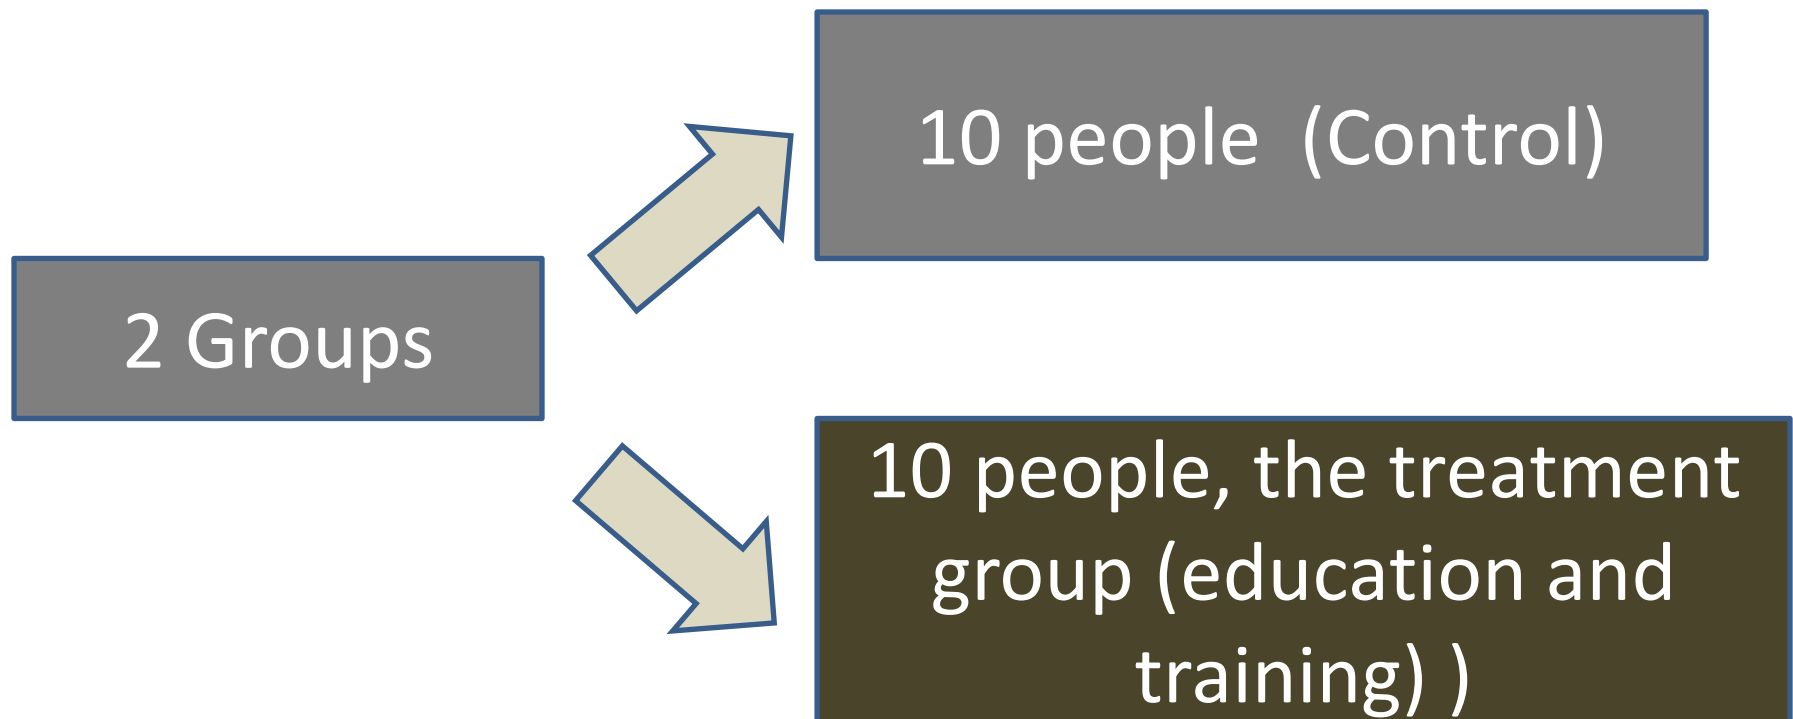 10 people  (Control)
2 Groups
10 people, the treatment
group (education and
training) )